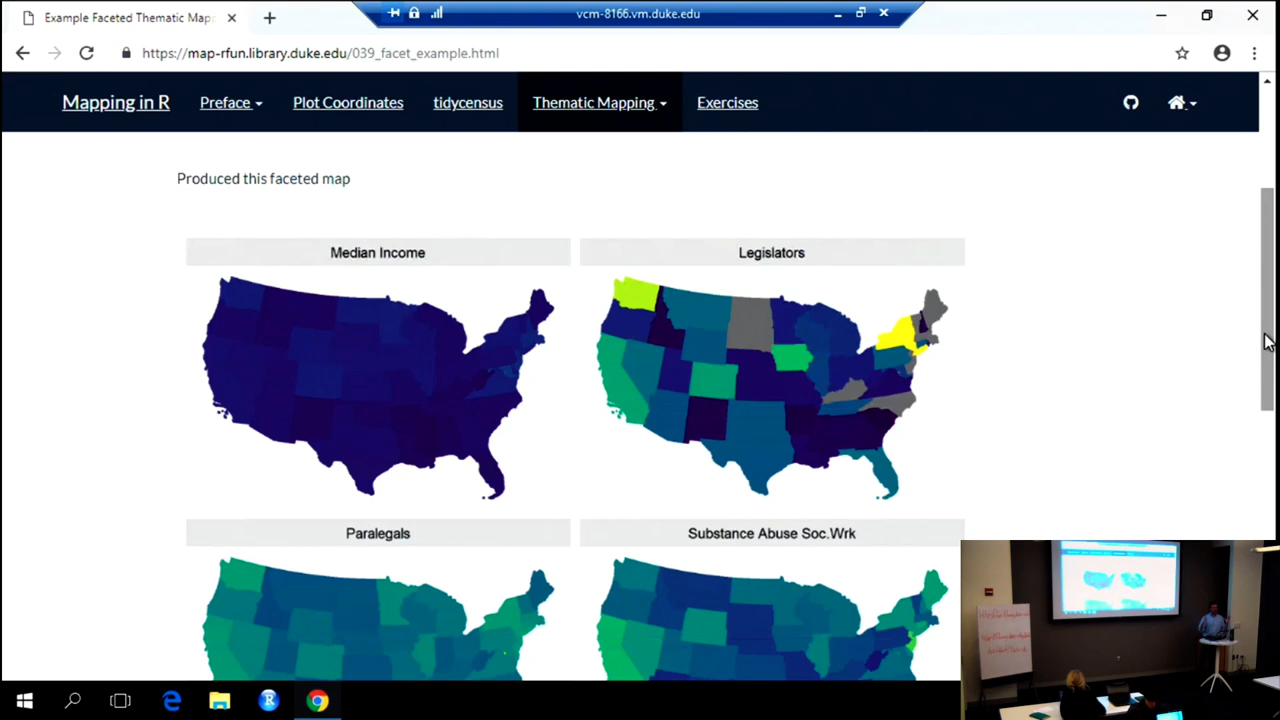 Example Faceted Thematic Map
vcm-8166.vm.duke.edu
https://map-rfun.library.duke.edu/039_facet_example.html
Mapping in R Preface Plot Coordinates tidycensus Thematic Mapping Exercises
Produced this faceted map
Median Income Legislators
Paralegals Substance Abuse Soc.Wrk